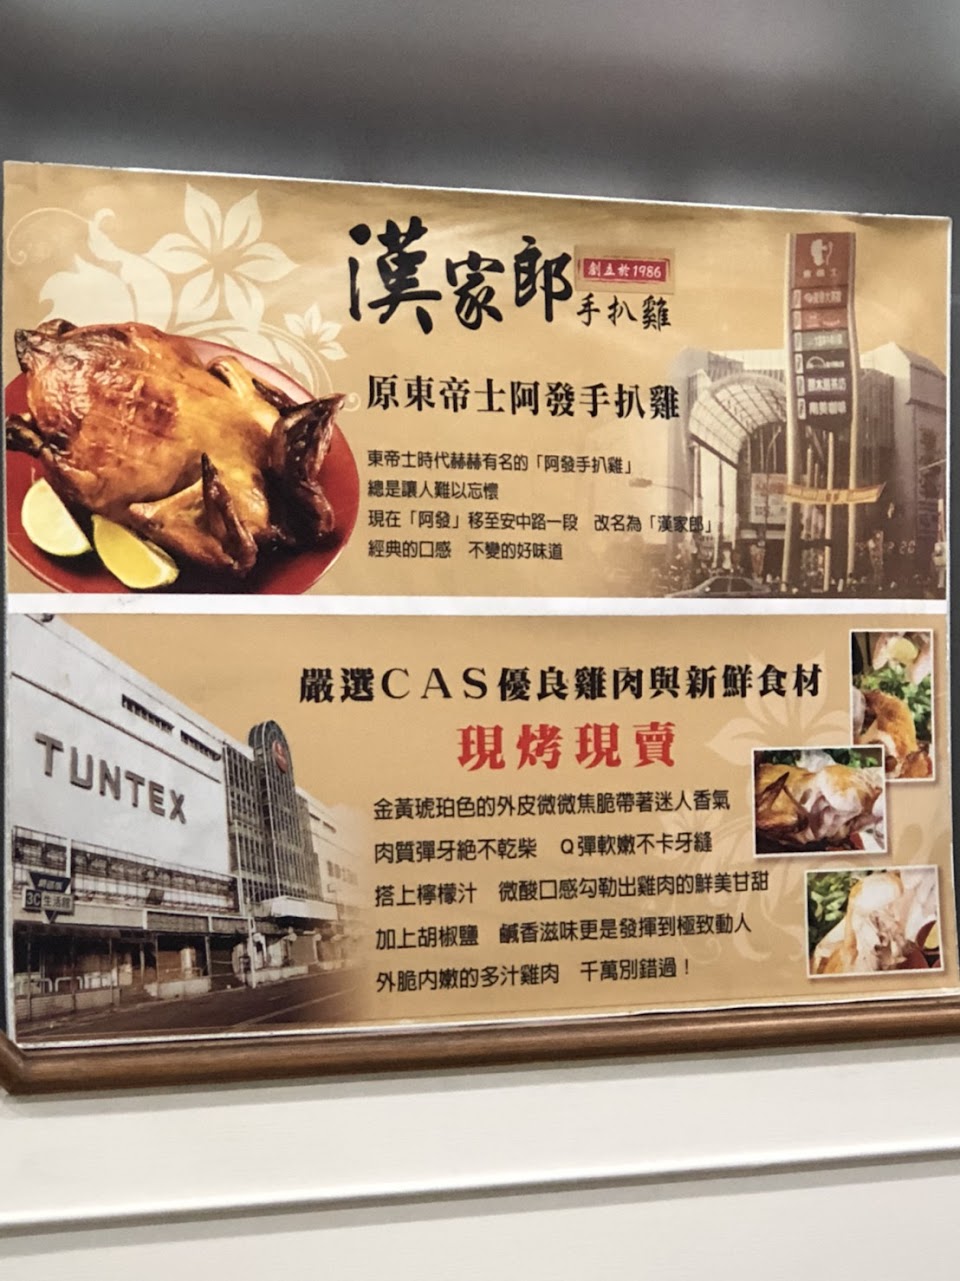 漢家郎
創立於1986
手扒雞
原東帝士阿發手扒雞
東帝士時代赫赫有名的「阿發手扒雞」
總是讓人難以忘懷
現在「阿發」移至安中路一段　改名為「漢家郎」
經典的口感　不變的好味道
嚴選CAS優良雞肉與新鮮食材
現烤現賣
金黃琥珀色的外皮微微焦脆帶著迷人香氣
肉質彈牙絕不乾柴　Q彈軟嫩不卡牙縫
搭上檸檬汁　微酸口感勾勒出雞肉的鮮美甘甜
加上胡椒鹽　鹹香滋味更是發揮到極致動人
外脆內嫩的多汁雞肉　千萬別錯過！
TUNTEX
3C生活館